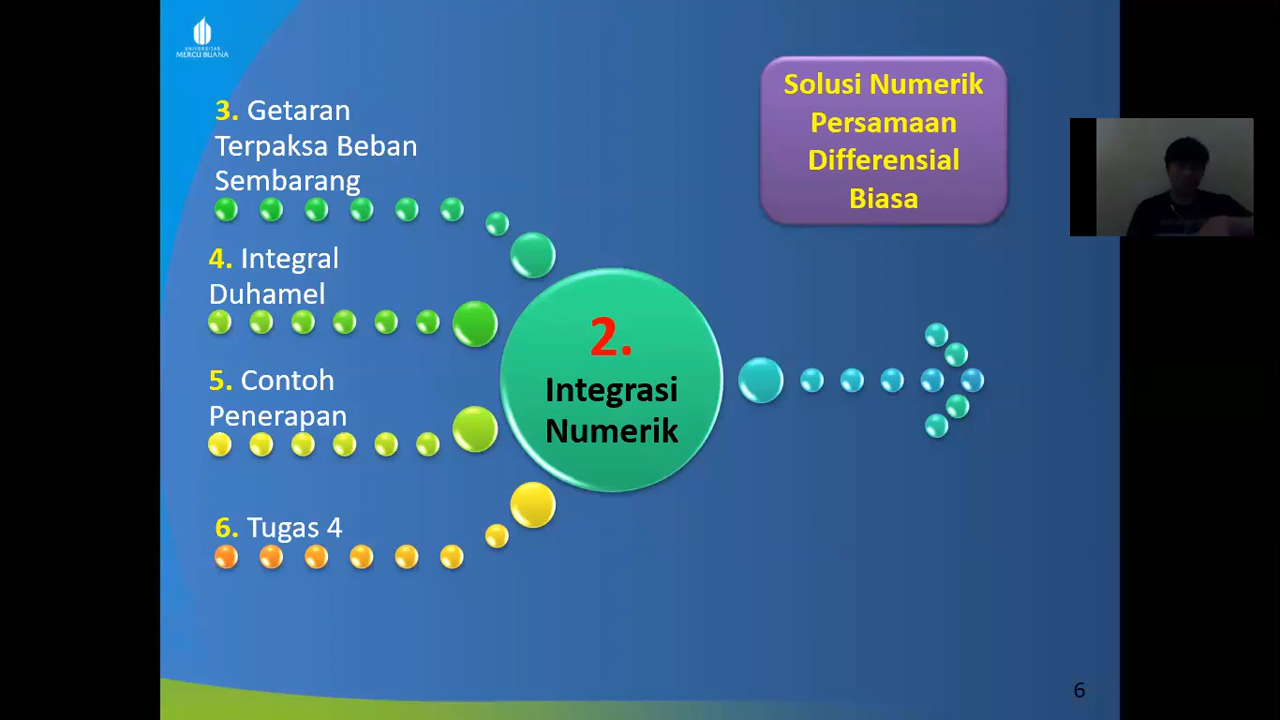 UNIVERSITAS
MERCU BUANA
3. Getaran
Terpaksa Beban
Sembarang
4. Integral
Duhamel
5. Contoh
Penerapan
6. Tugas 4
2.
Integrasi
Numerik
Solusi Numerik
Persamaan
Differensial
Biasa
6